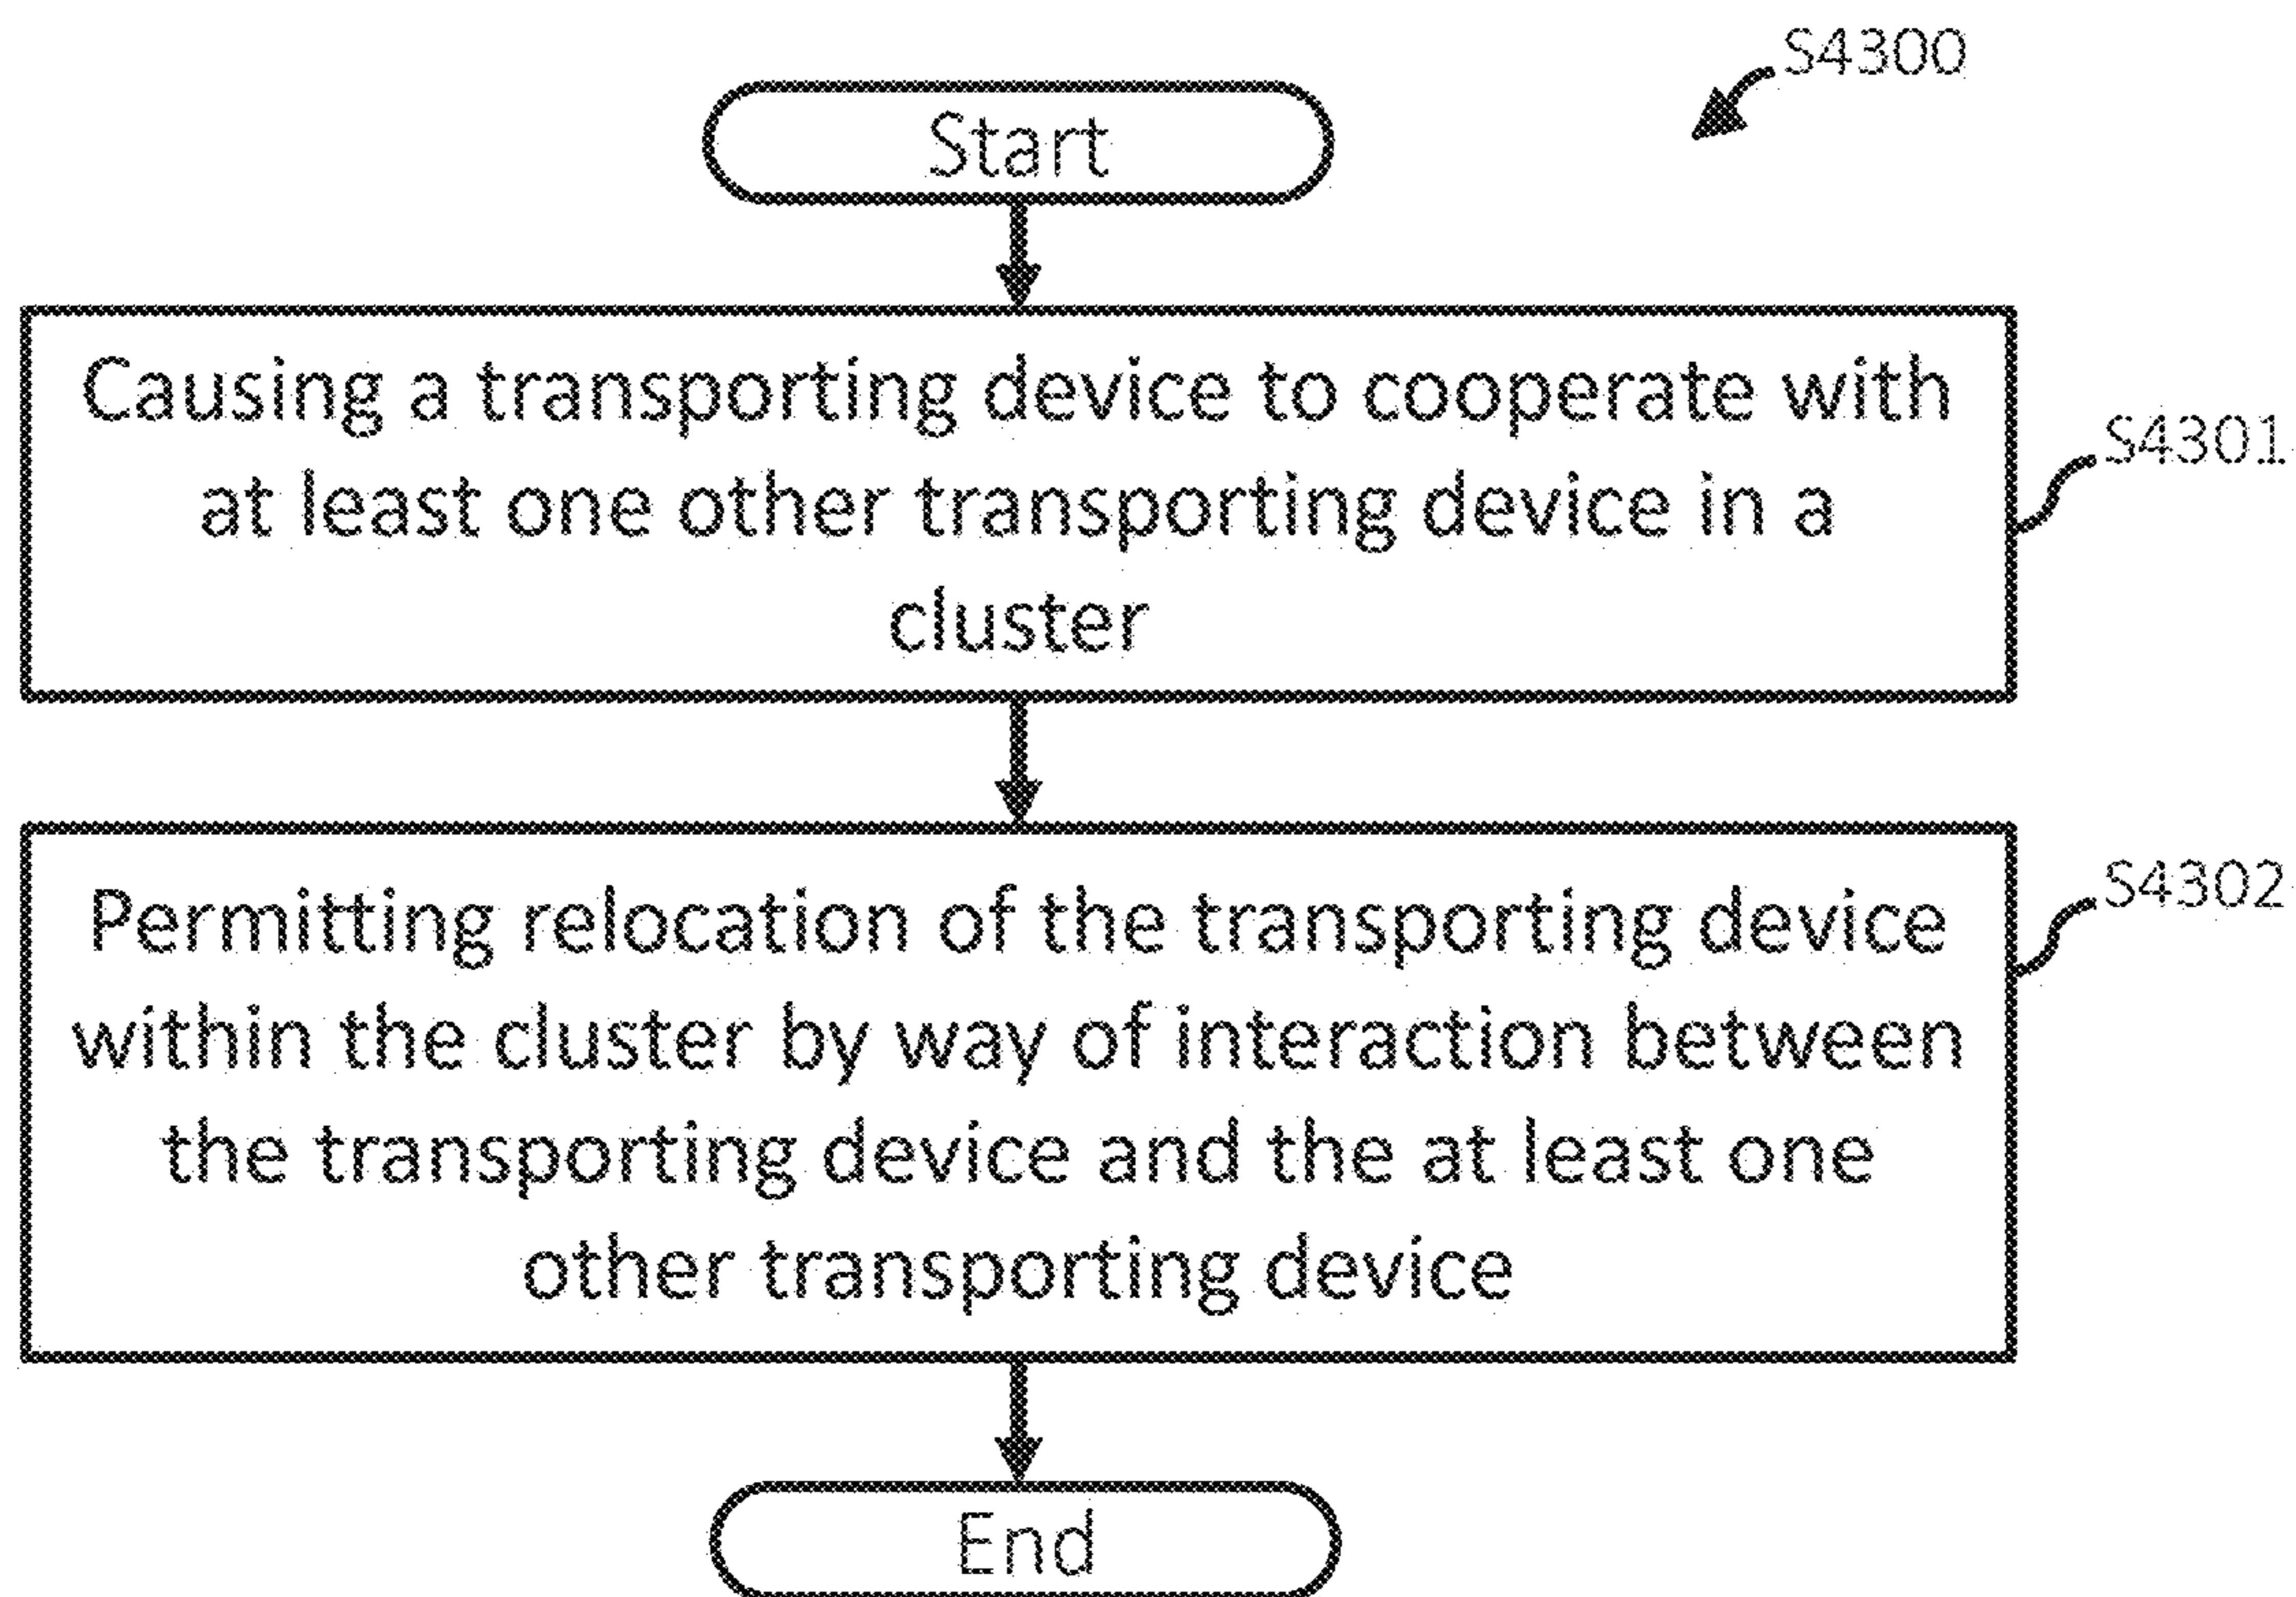 S4300
Start
Causing a transporting device to cooperate with
at least one other transporting device in a
cluster
S4301
Permitting relocation of the transporting device
within the cluster by way of interaction between
the transporting device and the at least one
other transporting device
S4302
End